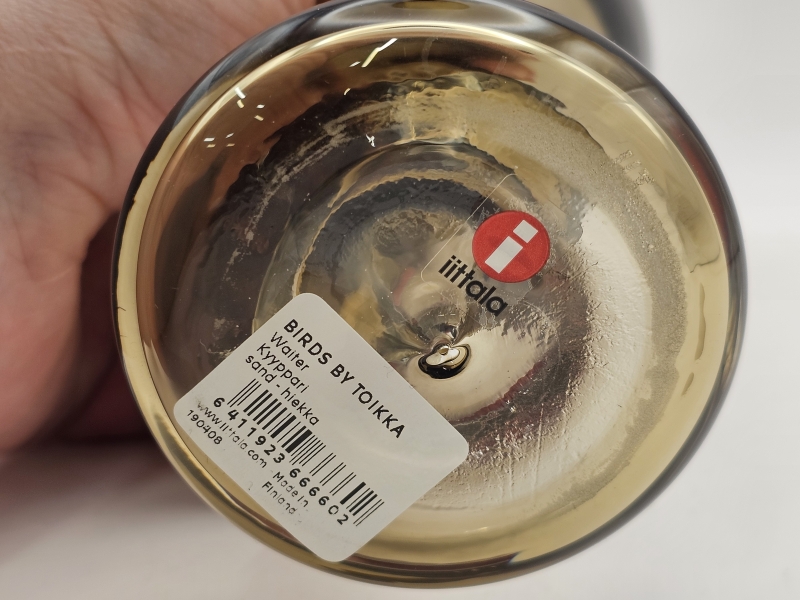 i
iittala
BIRDS BY TOIKKA
Waiter
Kyyppari
sand - hiekka
6 411923 666602
www.iittala.com Made in
190408 Finland